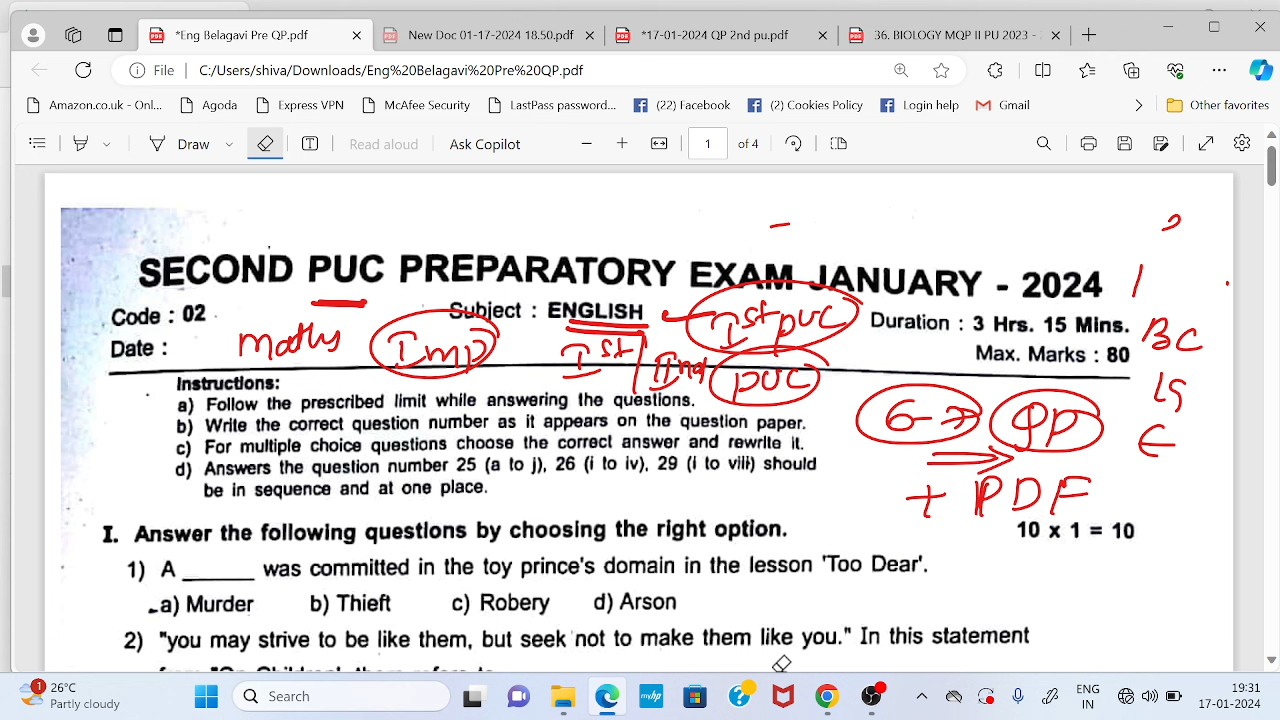 *Eng Belagavi Pre QP.pdf
New Doc 01-17-2024 18.50.pdf
*17-01-2024 QP 2nd pu.pdf
36 BIOLOGY MQP II PU 2023 -
File C:/Users/shiva/Downloads/Eng%20Belagavi%20Pre%20QP.pdf
Amazon.co.uk - Onl... Agoda Express VPN McAfee Security LastPass password... (22) Facebook (2) Cookies Policy Login help Gmail Other favorites
Draw Read aloud Ask Copilot 1 of 4
SECOND PUC PREPARATORY EXAM JANUARY - 2024
Code : 02 Subject : ENGLISH Ist puc Duration : 3 Hrs. 15 Mins.
Date : maths Imp Ist IInd puc Max. Marks : 80
Instructions:
a) Follow the prescribed limit while answering the questions.
b) Write the correct question number as it appears on the question paper.
c) For multiple choice questions choose the correct answer and rewrite it.
d) Answers the question number 25 (a to j), 26 (i to iv), 29 (i to viii) should
be in sequence and at one place.
+ PDF
I. Answer the following questions by choosing the right option. 10 x 1 = 10
1) A ______ was committed in the toy prince's domain in the lesson 'Too Dear'.
a) Murder b) Thieft c) Robery d) Arson
2) "you may strive to be like them, but seek not to make them like you." In this statement
1 26°C
Partly cloudy
Search
ENG
IN
19:31
17-01-2024